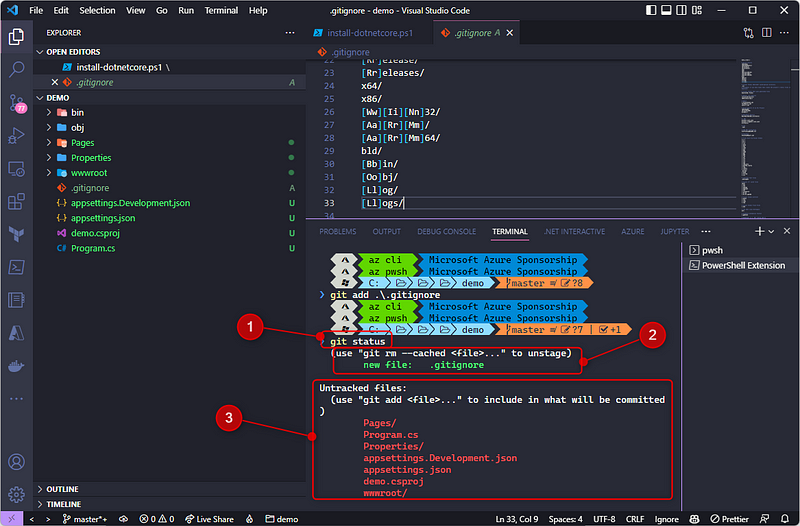 File Edit Selection View Go Run Terminal Help .gitignore - demo - Visual Studio Code
EXPLORER
OPEN EDITORS
install-dotnetcore.ps1 \
.gitignore A
DEMO
bin
obj
Pages
Properties
wwwroot
.gitignore A
appsettings.Development.json U
appsettings.json U
demo.csproj U
Program.cs U
OUTLINE
TIMELINE
77
install-dotnetcore.ps1 .gitignore A
.gitignore
22 [Rr]elease/
23 [Rr]eleases/
24 x64/
25 x86/
26 [Ww][Ii][Nn]32/
27 [Aa][Rr][Mm]/
28 [Aa][Rr][Mm]64/
29 bld/
30 [Bb]in/
31 [Oo]bj/
32 [Ll]og/
33 [Ll]ogs/
34
PROBLEMS OUTPUT DEBUG CONSOLE TERMINAL .NET INTERACTIVE AZURE JUPYTER
pwsh
PowerShell Extension
az cli Microsoft Azure Sponsorship
az pwsh Microsoft Azure Sponsorship
C: demo master ?8
git add .\.gitignore
az cli Microsoft Azure Sponsorship
az pwsh Microsoft Azure Sponsorship
C: demo master ?7 | +1
1
git status
2
(use "git rm --cached <file>..." to unstage)
new file: .gitignore
3
Untracked files:
(use "git add <file>..." to include in what will be committed
)
Pages/
Program.cs
Properties/
appsettings.Development.json
appsettings.json
demo.csproj
wwwroot/
master*+ 0 0 Live Share demo Ln 33, Col 9 Spaces: 4 UTF-8 CRLF Ignore Prettier